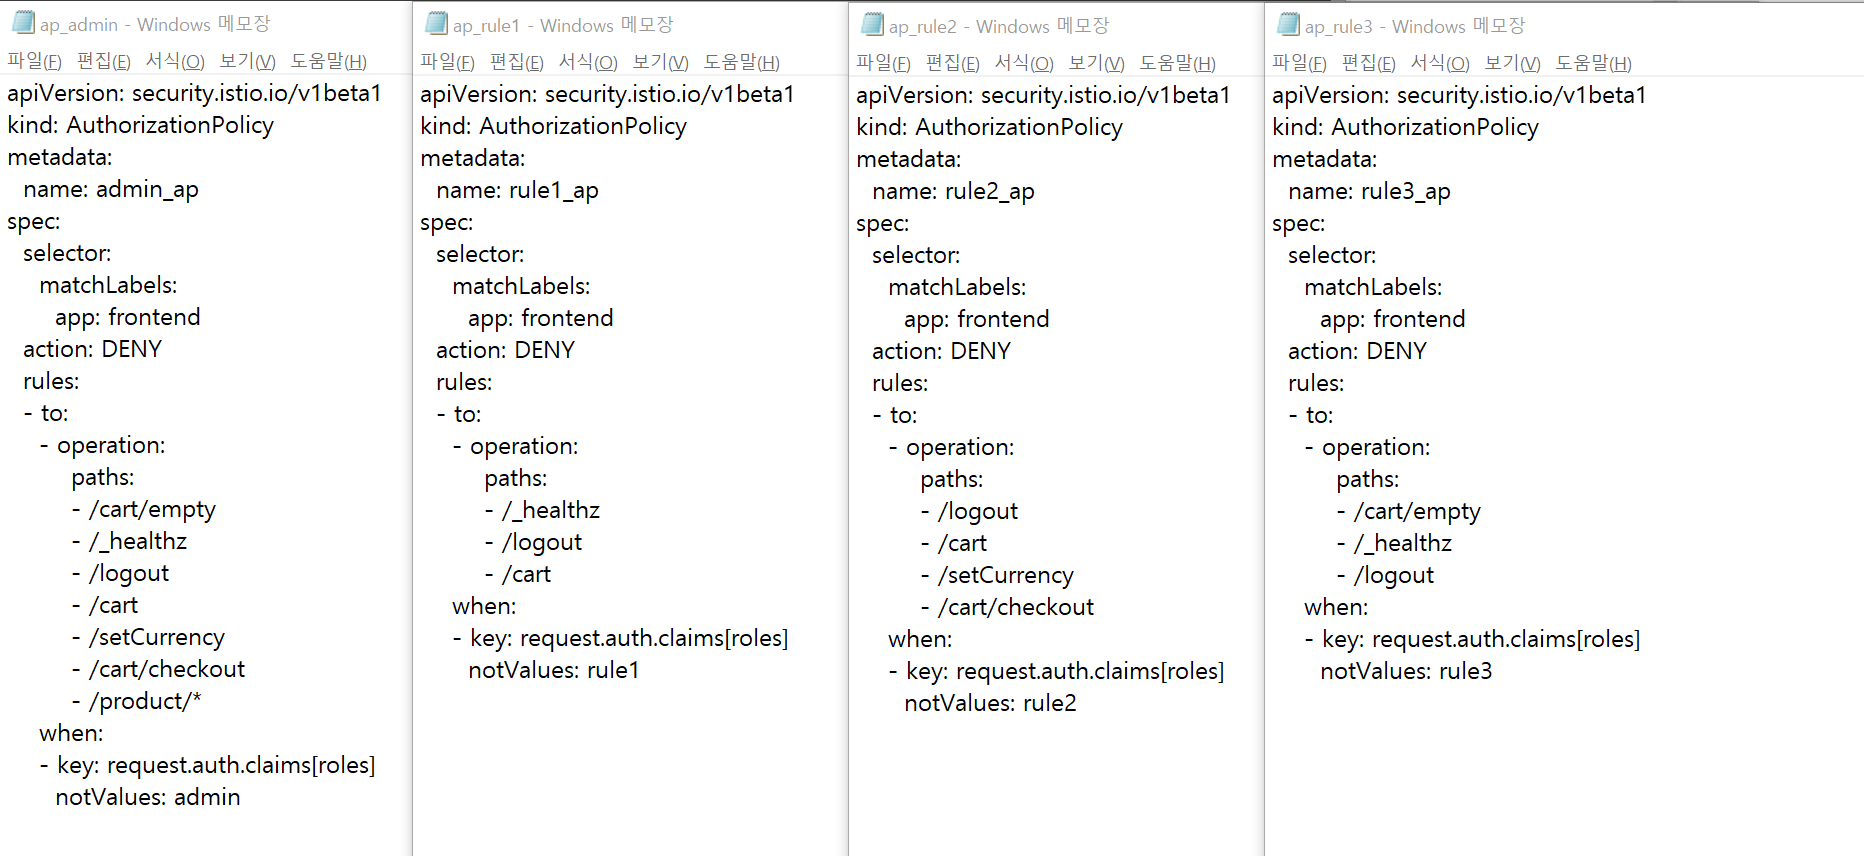 ap_admin - Windows 메모장
파일(F) 편집(E) 서식(O) 보기(V) 도움말(H)
apiVersion: security.istio.io/v1beta1
kind: AuthorizationPolicy
metadata:
  name: admin_ap
spec:
  selector:
    matchLabels:
      app: frontend
  action: DENY
  rules:
  - to:
    - operation:
        paths:
        - /cart/empty
        - /_healthz
        - /logout
        - /cart
        - /setCurrency
        - /cart/checkout
        - /product/*
    when:
    - key: request.auth.claims[roles]
      notValues: admin
ap_rule1 - Windows 메모장
파일(F) 편집(E) 서식(O) 보기(V) 도움말(H)
apiVersion: security.istio.io/v1beta1
kind: AuthorizationPolicy
metadata:
  name: rule1_ap
spec:
  selector:
    matchLabels:
      app: frontend
  action: DENY
  rules:
  - to:
    - operation:
        paths:
        - /_healthz
        - /logout
        - /cart
    when:
    - key: request.auth.claims[roles]
      notValues: rule1
ap_rule2 - Windows 메모장
파일(F) 편집(E) 서식(O) 보기(V) 도움말(H)
apiVersion: security.istio.io/v1beta1
kind: AuthorizationPolicy
metadata:
  name: rule2_ap
spec:
  selector:
    matchLabels:
      app: frontend
  action: DENY
  rules:
  - to:
    - operation:
        paths:
        - /logout
        - /cart
        - /setCurrency
        - /cart/checkout
    when:
    - key: request.auth.claims[roles]
      notValues: rule2
ap_rule3 - Windows 메모장
파일(F) 편집(E) 서식(O) 보기(V) 도움말(H)
apiVersion: security.istio.io/v1beta1
kind: AuthorizationPolicy
metadata:
  name: rule3_ap
spec:
  selector:
    matchLabels:
      app: frontend
  action: DENY
  rules:
  - to:
    - operation:
        paths:
        - /cart/empty
        - /_healthz
        - /logout
    when:
    - key: request.auth.claims[roles]
      notValues: rule3